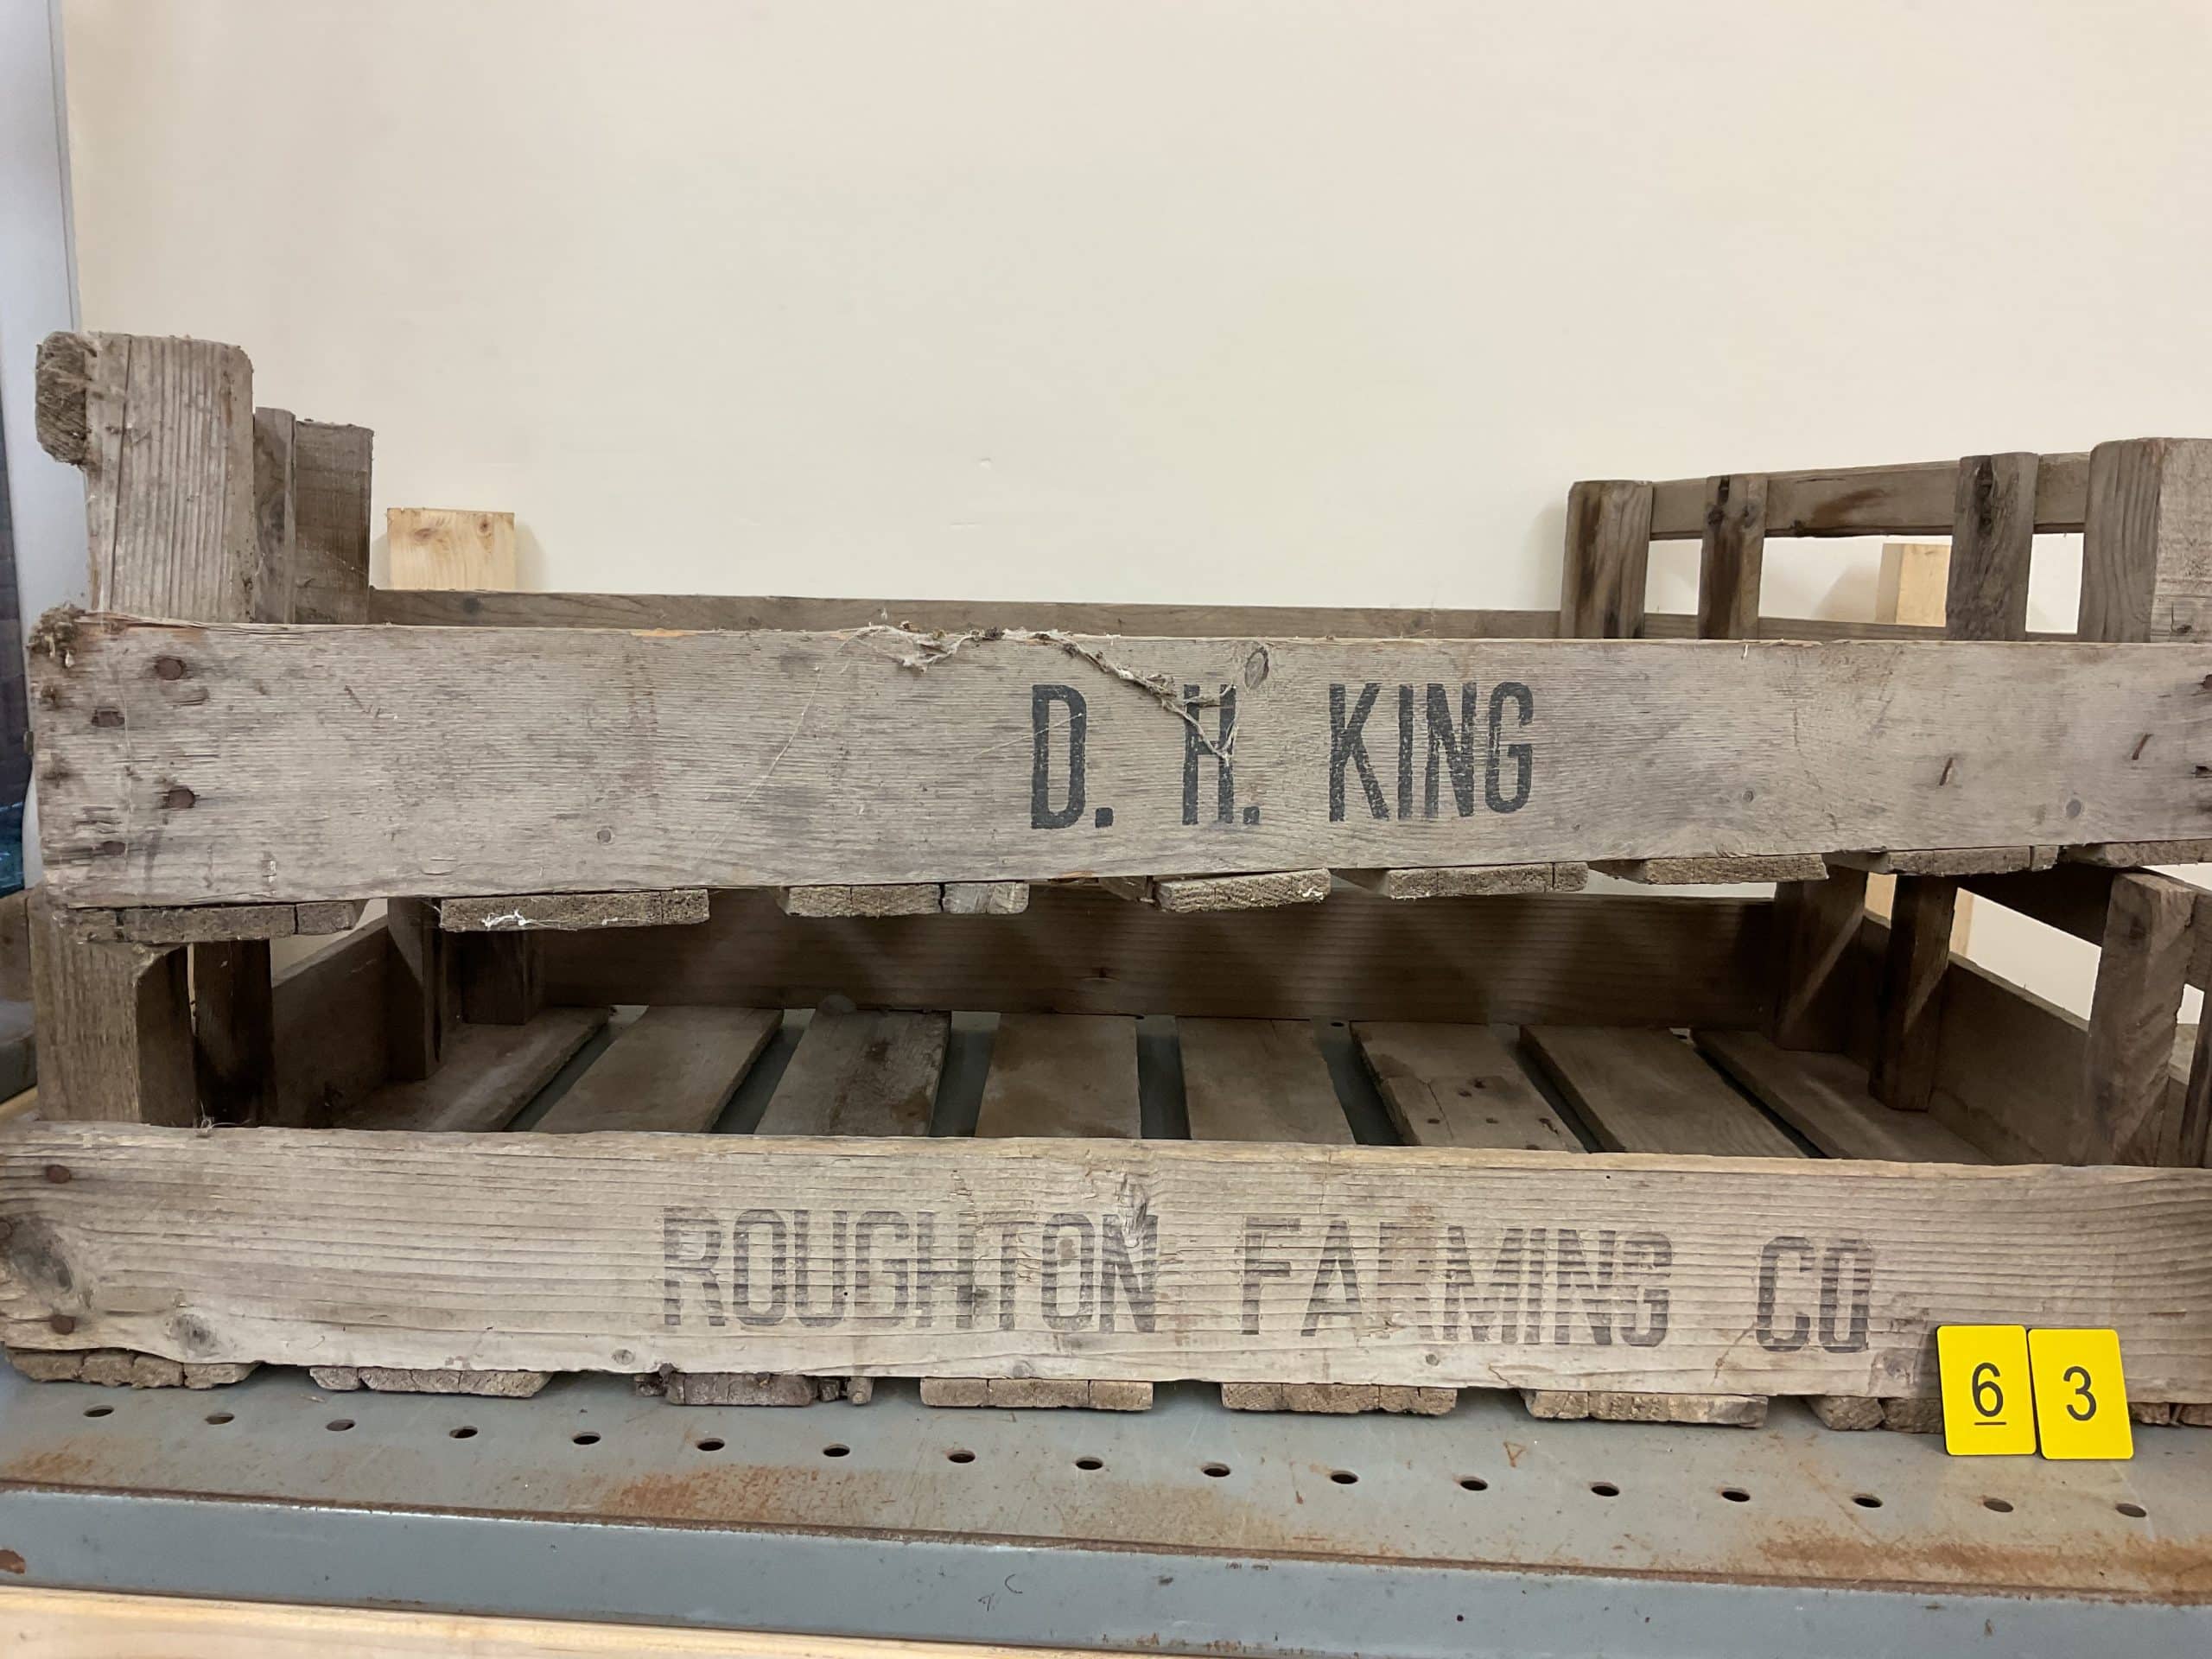 D. H. KING
ROUGHTON FARMING CO
6 3